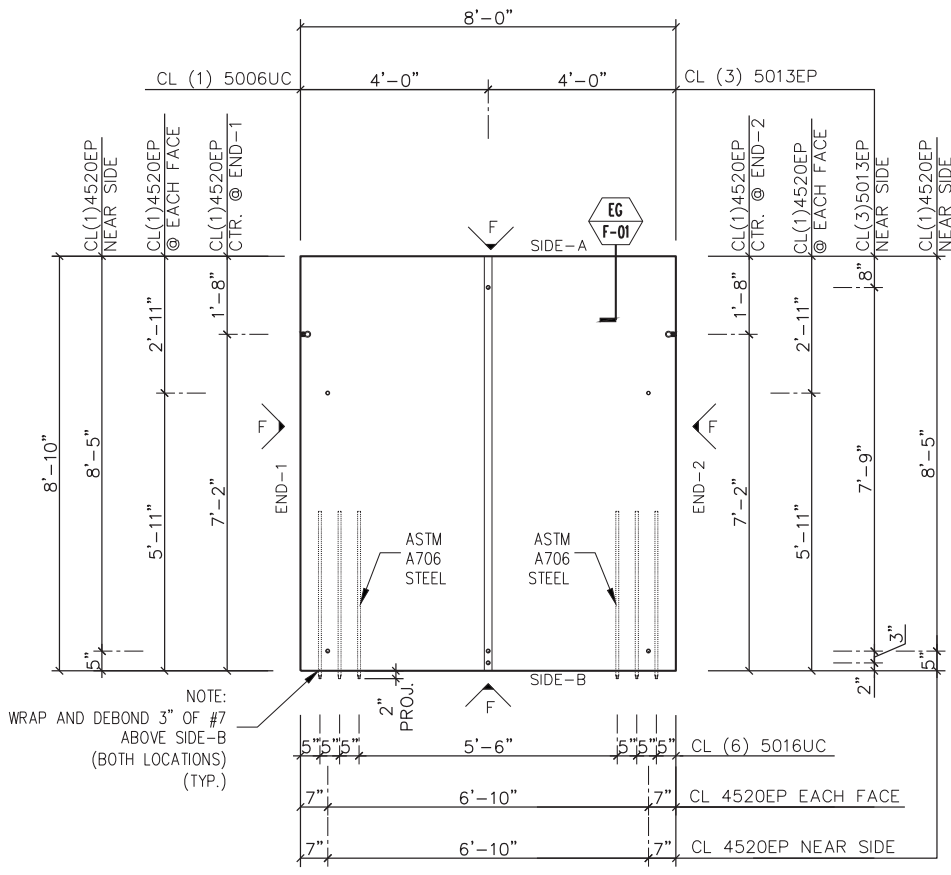 8'-0"
CL (1) 5006UC
4'-0"
4'-0"
CL (3) 5013EP
CL(1)4520EP
NEAR SIDE
CL(1)4520EP
@ EACH FACE
CL(1)4520EP
CTR. @ END-1
CL(1)4520EP
CTR. @ END-2
CL(1)4520EP
@ EACH FACE
CL(3)5013EP
NEAR SIDE
CL(1)4520EP
NEAR SIDE
EG
F-01
F
SIDE-A
8'-10"
8'-5"
5"
2'-11"
5'-11"
1'-8"
7'-2"
F
END-1
F
END-2
1'-8"
7'-2"
2'-11"
5'-11"
8"
7'-9"
3"
2"
8'-5"
5"
ASTM
A706
STEEL
ASTM
A706
STEEL
SIDE-B
F
2"
PROJ.
NOTE:
WRAP AND DEBOND 3" OF #7
ABOVE SIDE-B
(BOTH LOCATIONS)
(TYP.)
5" 5" 5" 5'-6" 5" 5" 5" CL (6) 5016UC
7" 6'-10" 7" CL 4520EP EACH FACE
7" 6'-10" 7" CL 4520EP NEAR SIDE